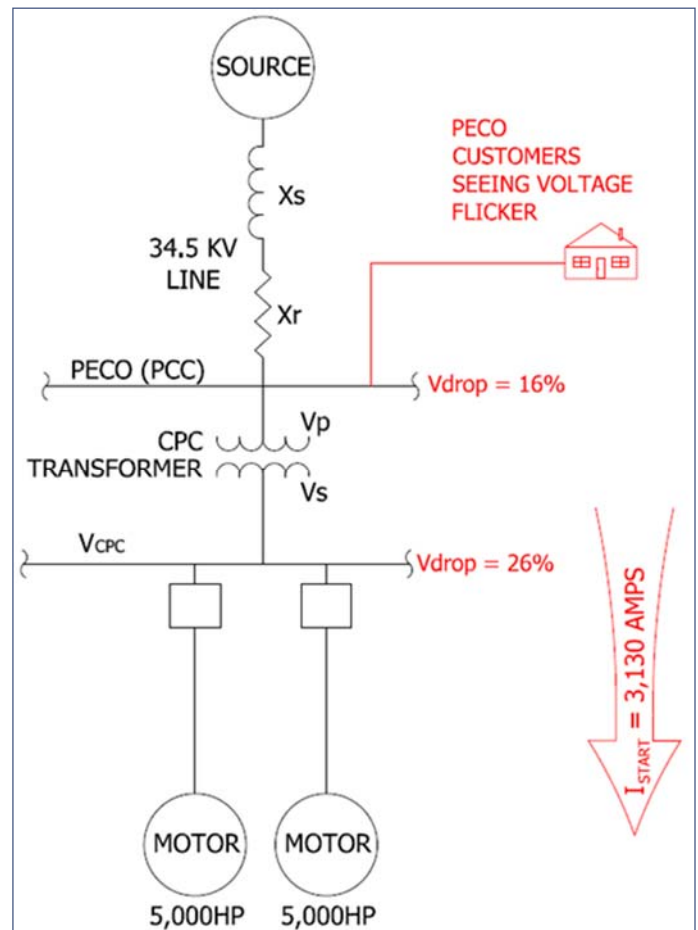 SOURCE
PECO
CUSTOMERS
SEEING VOLTAGE
FLICKER
Xs
34.5 KV
LINE
Xr
PECO (PCC)
Vdrop = 16%
CPC
TRANSFORMER
Vp
Vs
VCPC
Vdrop = 26%
ISTART = 3,130 AMPS
MOTOR
MOTOR
5,000HP
5,000HP